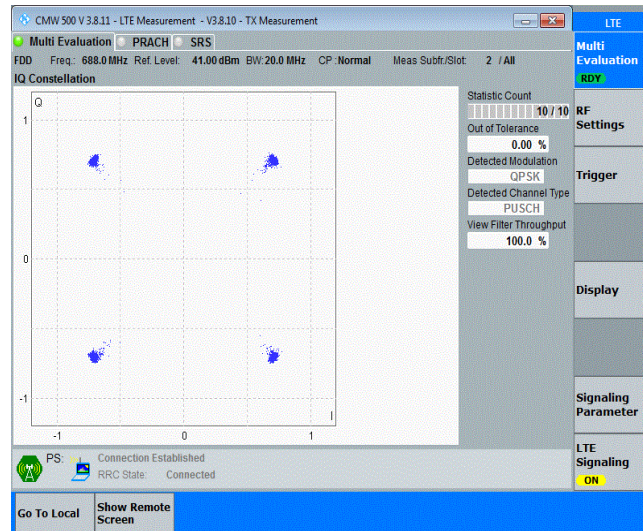 CMW 500 V 3.8.11 - LTE Measurement - V3.8.10 - TX Measurement
LTE
Multi Evaluation PRACH SRS
FDD Freq.: 688.0 MHz Ref. Level: 41.00 dBm BW: 20.0 MHz CP : Normal Meas Subfr./Slot: 2 / All
IQ Constellation
Q
1
0
-1
-1 0 1
I
Statistic Count
10 / 10
Out of Tolerance
0.00 %
Detected Modulation
QPSK
Detected Channel Type
PUSCH
View Filter Throughput
100.0 %
Multi
Evaluation
RDY
RF
Settings
Trigger
Display
Signaling
Parameter
LTE
Signaling
ON
PS: Connection Established
RRC State: Connected
Go To Local
Show Remote
Screen